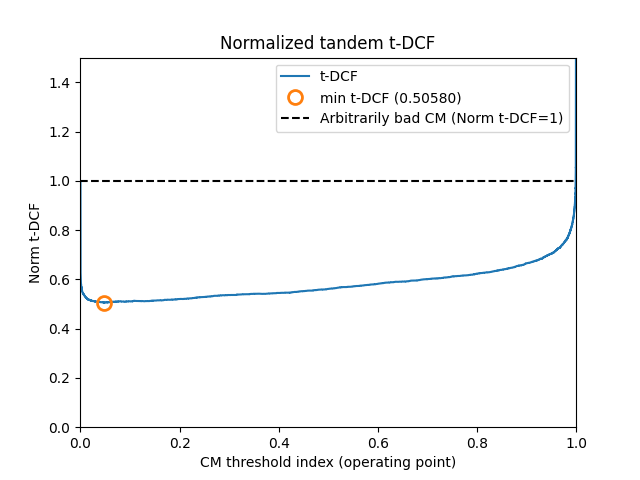 Normalized tandem t-DCF
t-DCF
min t-DCF (0.50580)
Arbitrarily bad CM (Norm t-DCF=1)
Norm t-DCF
1.4
1.2
1.0
0.8
0.6
0.4
0.2
0.0
0.0 0.2 0.4 0.6 0.8 1.0
CM threshold index (operating point)